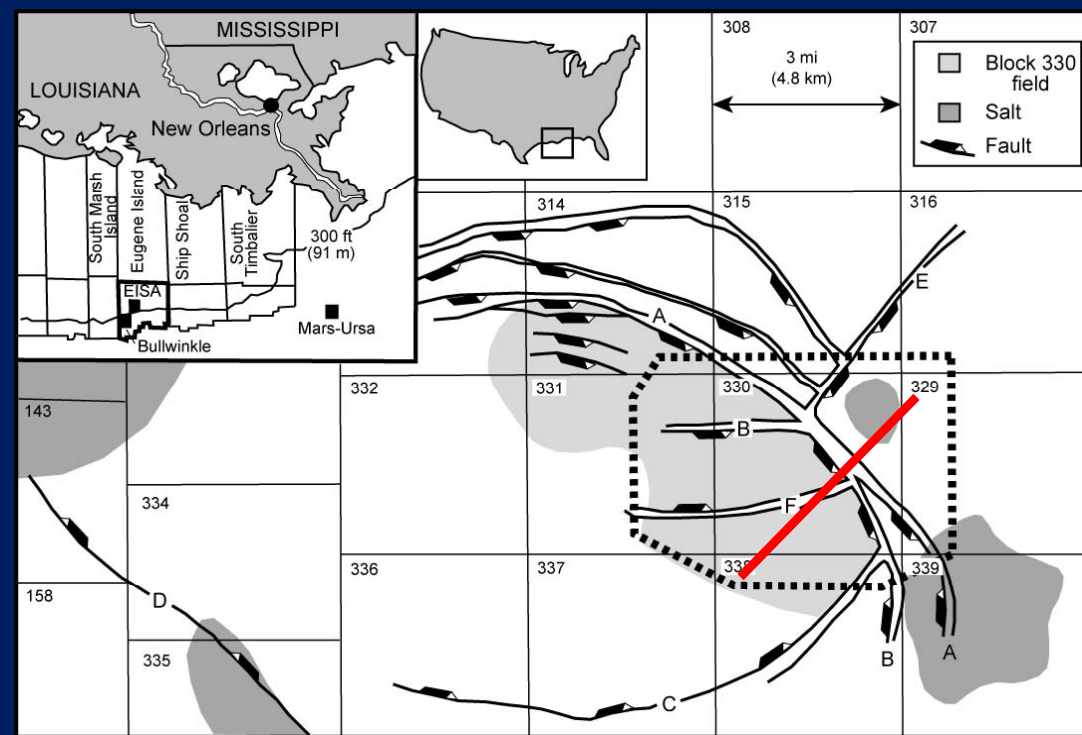 MISSISSIPPI
LOUISIANA
New Orleans
South Marsh
Island
Eugene Island
Ship Shoal
South
Timbalier
300 ft
(91 m)
EISA
Mars-Ursa
Bullwinkle
308
307
3 mi
(4.8 km)
Block 330
field
Salt
Fault
314
315
316
E
A
332
331
330
329
143
B
334
F
336
337
338
339
158
D
335
C
B
A